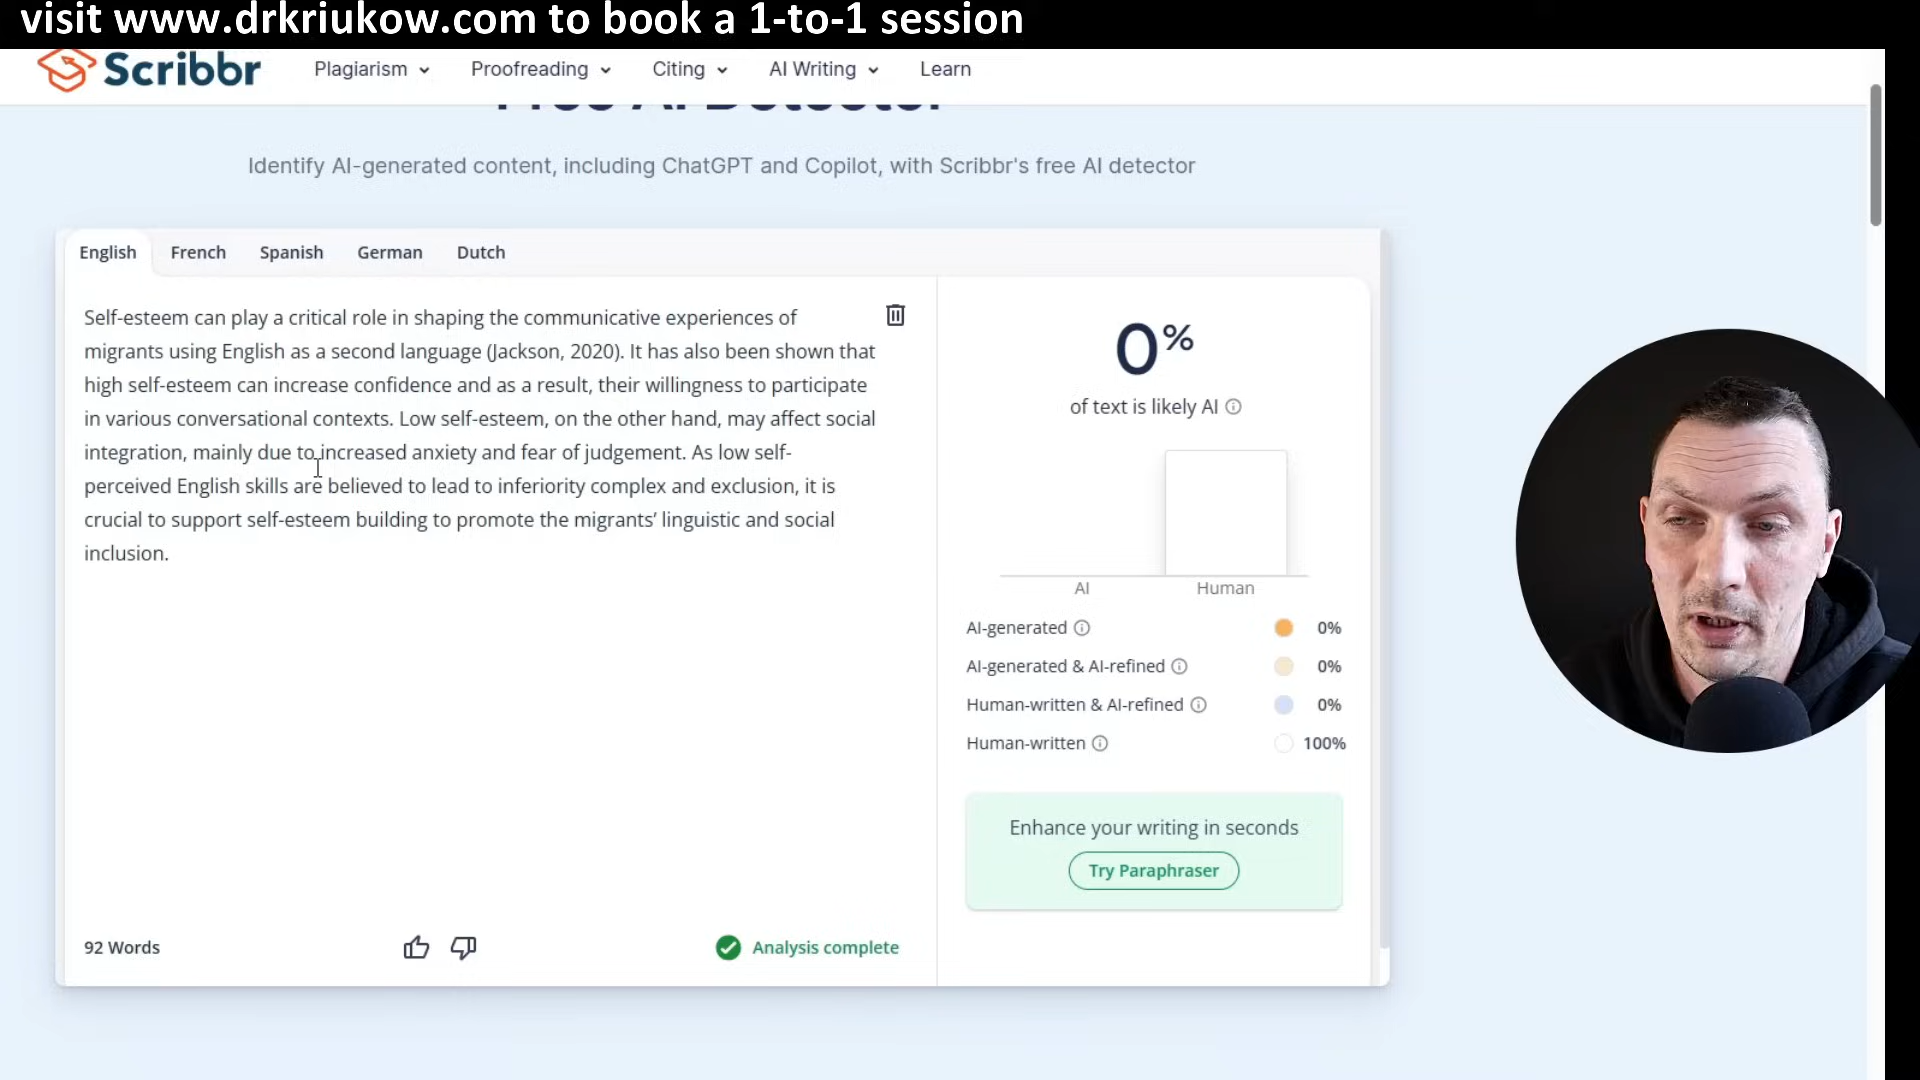 visit www.drkriukow.com to book a 1-to-1 session
Scribbr
Plagiarism
Proofreading
Citing
AI Writing
Learn
Free AI Detector
Identify AI-generated content, including ChatGPT and Copilot, with Scribbr's free AI detector
English
French
Spanish
German
Dutch
Self-esteem can play a critical role in shaping the communicative experiences of
migrants using English as a second language (Jackson, 2020). It has also been shown that
high self-esteem can increase confidence and as a result, their willingness to participate
in various conversational contexts. Low self-esteem, on the other hand, may affect social
integration, mainly due to increased anxiety and fear of judgement. As low self-
perceived English skills are believed to lead to inferiority complex and exclusion, it is
crucial to support self-esteem building to promote the migrants’ linguistic and social
inclusion.
92 Words
Analysis complete
0%
of text is likely AI
AI
Human
AI-generated
0%
AI-generated & AI-refined
0%
Human-written & AI-refined
0%
Human-written
100%
Enhance your writing in seconds
Try Paraphraser